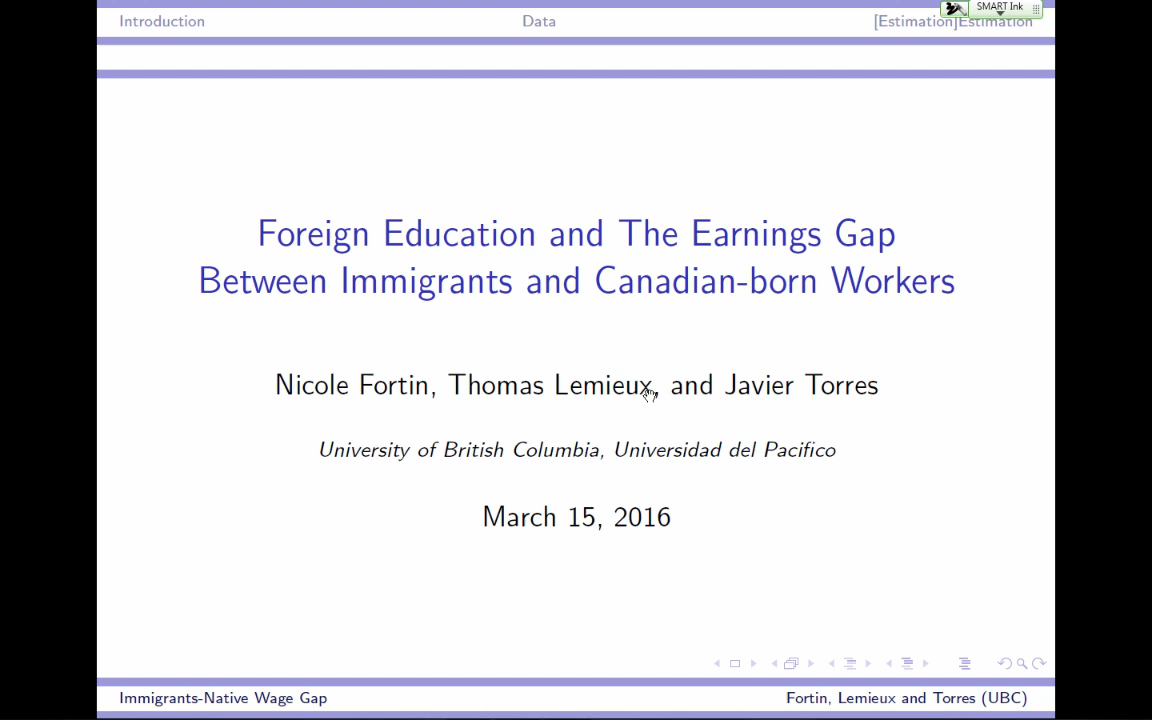 Introduction Data [Estimation]Estimation
SMART Ink
Foreign Education and The Earnings Gap
Between Immigrants and Canadian-born Workers
Nicole Fortin, Thomas Lemieux, and Javier Torres
University of British Columbia, Universidad del Pacifico
March 15, 2016
Immigrants-Native Wage Gap Fortin, Lemieux and Torres (UBC)